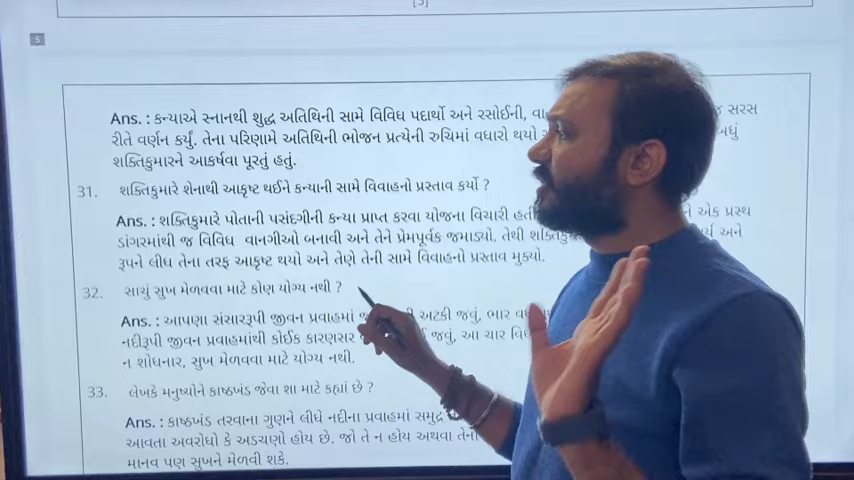 [5]
5
Ans. : કન્યાએ સ્નાનથી શુદ્ધ અતિથિની સામે વિવિધ પદાર્થો અને રસોઈની, સરસ
રીતે વર્ણન કર્યું. તેના પરિણામે અતિથિની ભોજન પ્રત્યેની રુચિમાં વધારો થયો બધું
શક્તિકુમારને આકર્ષવા પૂરતું હતું.
31. શક્તિકુમારે શેનાથી આકૃષ્ટ થઈને કન્યાની સામે વિવાહનો પ્રસ્તાવ કર્યો ?
Ans. : શક્તિકુમારે પોતાની પસંદગીની કન્યા પ્રાપ્ત કરવા યોજના વિચારી હતી એક પ્રસ્થ
ડાંગરમાંથી જ વિવિધ વાનગીઓ બનાવી અને તેને પ્રેમપૂર્વક જમાડ્યો. તેથી અને
રૂપને લીધ તેના તરફ આકૃષ્ટ થયો અને તેણે તેની સામે વિવાહનો પ્રસ્તાવ મુક્યો.
32. સાચું સુખ મેળવવા માટે કોણ યોગ્ય નથી ?
Ans. : આપણા સંસારરૂપી જીવન પ્રવાહમાં અટકી જવું, ભાર
નદીરૂપી જીવન પ્રવાહમાંથી કોઈક કારણસર જવું, આ ચાર
ન શોધનાર, સુખ મેળવવા માટે યોગ્ય નથી.
33. લેખકે મનુષ્યોને કાષ્ઠખંડ જેવા શા માટે કહ્યાં છે ?
Ans. : કાષ્ઠખંડ તરવાના ગુણને લીધે નદીના પ્રવાહમાં સમુદ્ર
આવતા અવરોધો કે અડચણો હોય છે. જો તે ન હોય અથવા તેનો
માનવ પણ સુખને મેળવી શકે.